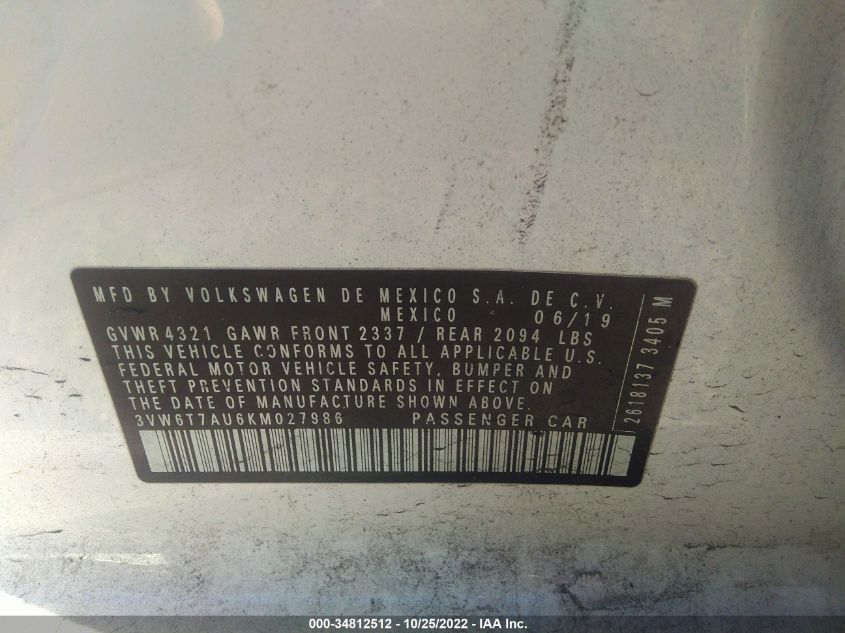 MFD BY VOLKSWAGEN DE MEXICO S.A. DE C.V.
MEXICO 06/19
GVWR 4321 GAWR FRONT 2337 / REAR 2094 LBS
THIS VEHICLE CONFORMS TO ALL APPLICABLE U.S.
FEDERAL MOTOR VEHICLE SAFETY, BUMPER AND
THEFT PREVENTION STANDARDS IN EFFECT ON
THE DATE OF MANUFACTURE SHOWN ABOVE.
3VW6T7AU6KM027986 PASSENGER CAR
2618137 3405 M
000-34812512 - 10/25/2022 - IAA Inc.